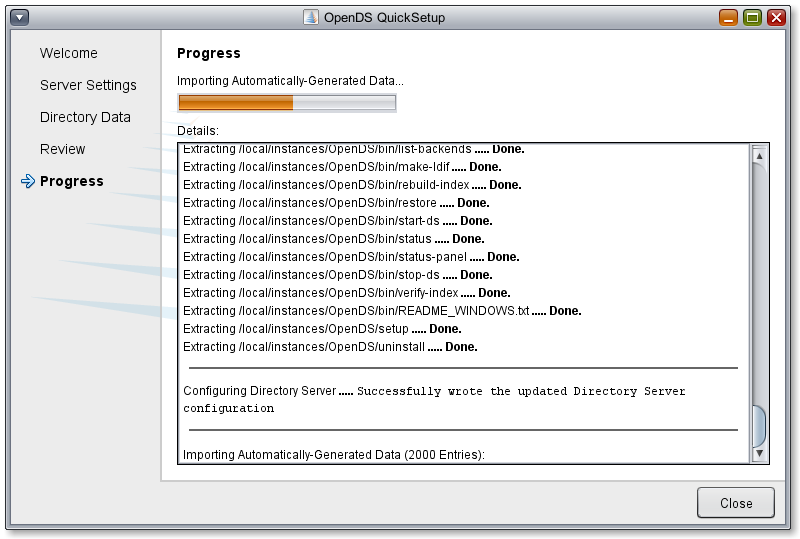 OpenDS QuickSetup
Welcome
Server Settings
Directory Data
Review
Progress
Progress
Importing Automatically-Generated Data...
Details:
Extracting /local/instances/OpenDS/bin/list-backends ..... Done.
Extracting /local/instances/OpenDS/bin/make-ldif ..... Done.
Extracting /local/instances/OpenDS/bin/rebuild-index ..... Done.
Extracting /local/instances/OpenDS/bin/restore ..... Done.
Extracting /local/instances/OpenDS/bin/start-ds ..... Done.
Extracting /local/instances/OpenDS/bin/status ..... Done.
Extracting /local/instances/OpenDS/bin/status-panel ..... Done.
Extracting /local/instances/OpenDS/bin/stop-ds ..... Done.
Extracting /local/instances/OpenDS/bin/verify-index ..... Done.
Extracting /local/instances/OpenDS/bin/README_WINDOWS.txt ..... Done.
Extracting /local/instances/OpenDS/setup ..... Done.
Extracting /local/instances/OpenDS/uninstall ..... Done.
Configuring Directory Server ..... Successfully wrote the updated Directory Server
configuration
Importing Automatically-Generated Data (2000 Entries):
Close